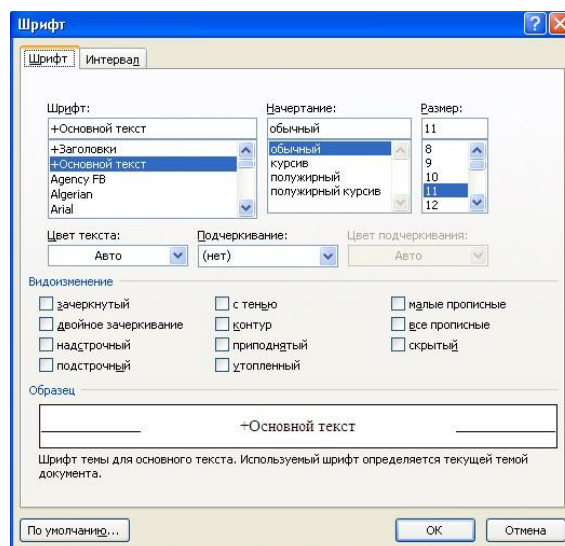 Шрифт
Шрифт Интервал
Шрифт: Начертание: Размер:
+Основной текст обычный 11
+Заголовки обычный 8
+Основной текст курсив 9
Agency FB полужирный 10
Algerian полужирный курсив 11
Arial 12
Цвет текста: Подчеркивание: Цвет подчеркивания:
Авто (нет) Авто
Видоизменение
зачеркнутый с тенью малые прописные
двойное зачеркивание контур все прописные
надстрочный приподнятый скрытый
подстрочный утопленный
Образец
+Основной текст
Шрифт темы для основного текста. Используемый шрифт определяется текущей темой
документа.
По умолчанию... ОК Отмена